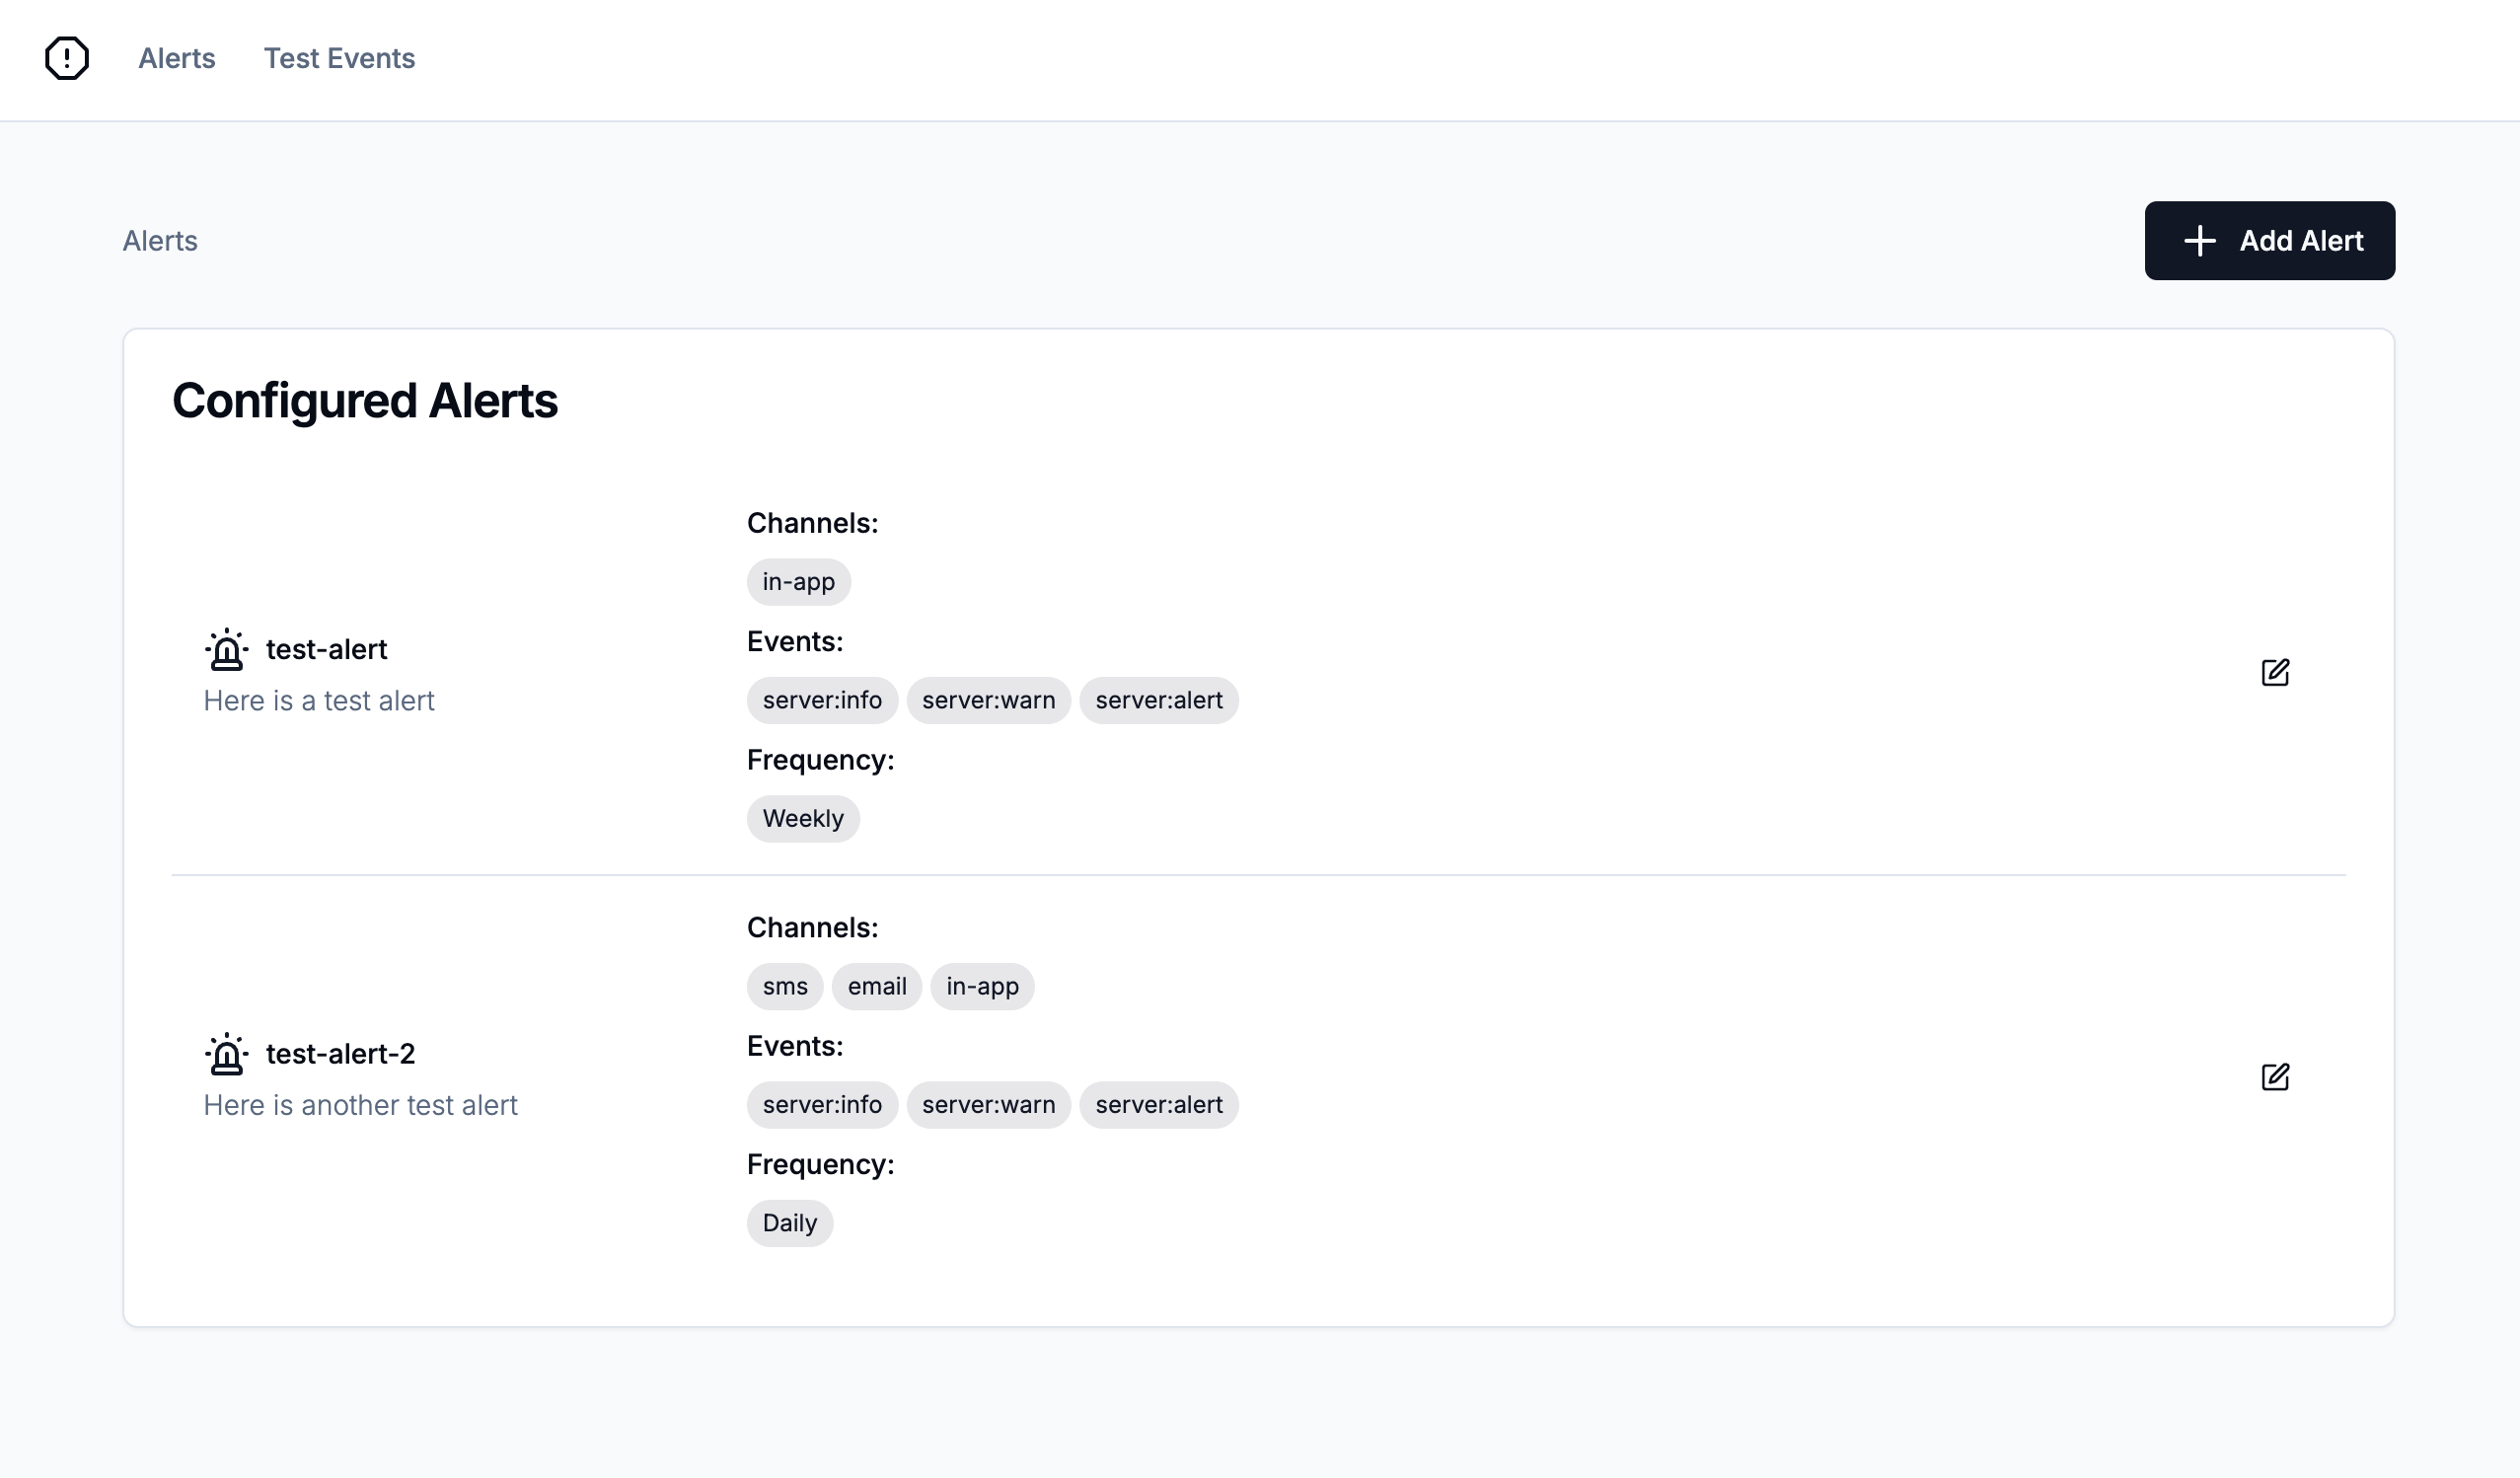 Alerts Test Events
Alerts
Add Alert
Configured Alerts
test-alert
Here is a test alert
Channels:
in-app
Events:
server:info server:warn server:alert
Frequency:
Weekly
test-alert-2
Here is another test alert
Channels:
sms email in-app
Events:
server:info server:warn server:alert
Frequency:
Daily